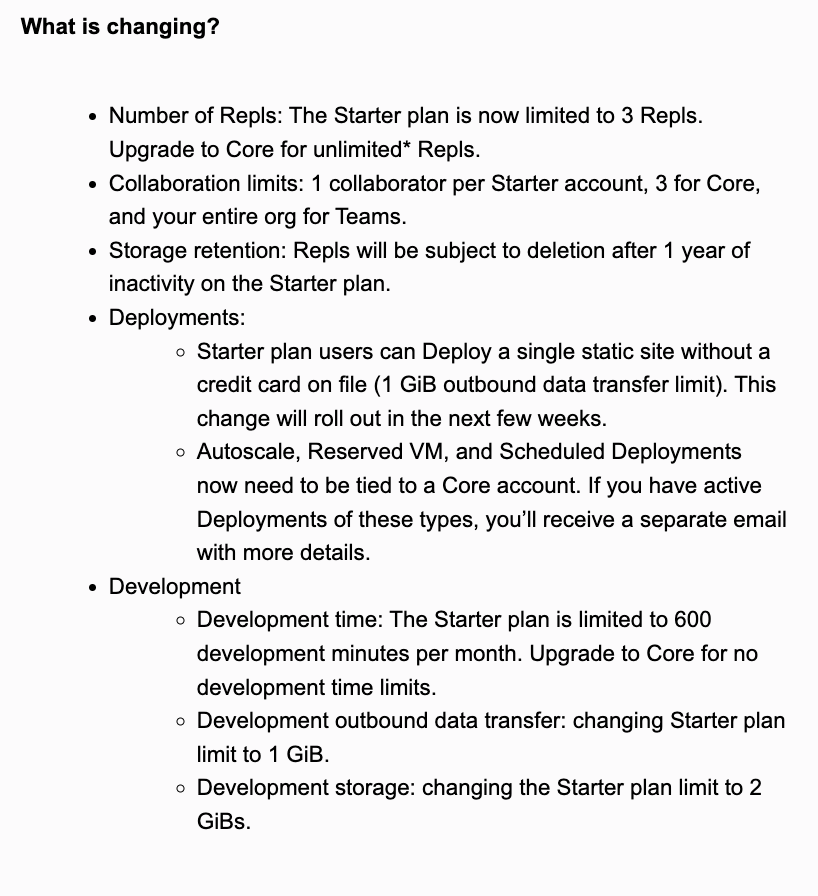 What is changing?
• Number of Repls: The Starter plan is now limited to 3 Repls.
Upgrade to Core for unlimited* Repls.
• Collaboration limits: 1 collaborator per Starter account, 3 for Core,
and your entire org for Teams.
• Storage retention: Repls will be subject to deletion after 1 year of
inactivity on the Starter plan.
• Deployments:
◦ Starter plan users can Deploy a single static site without a
credit card on file (1 GiB outbound data transfer limit). This
change will roll out in the next few weeks.
◦ Autoscale, Reserved VM, and Scheduled Deployments
now need to be tied to a Core account. If you have active
Deployments of these types, you’ll receive a separate email
with more details.
• Development
◦ Development time: The Starter plan is limited to 600
development minutes per month. Upgrade to Core for no
development time limits.
◦ Development outbound data transfer: changing Starter plan
limit to 1 GiB.
◦ Development storage: changing the Starter plan limit to 2
GiBs.